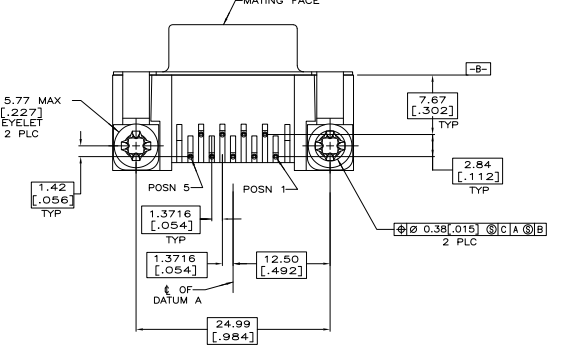 MATING FACE
-B-
5.77 MAX
[.227]
EYELET
2 PLC
7.67
[.302]
TYP
2.84
[.112]
TYP
1.42
[.056]
TYP
POSN 5
POSN 1
1.3716
[.054]
TYP
⌖ ⌀ 0.38[.015] Ⓢ C A Ⓢ B
2 PLC
1.3716
[.054]
12.50
[.492]
℄ OF
DATUM A
24.99
[.984]